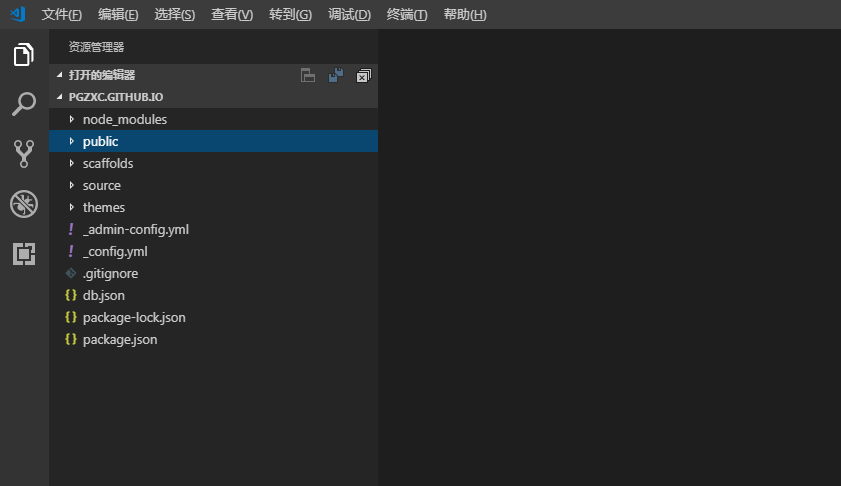 文件(F) 编辑(E) 选择(S) 查看(V) 转到(G) 调试(D) 终端(T) 帮助(H)
资源管理器
打开的编辑器
PGZXC.GITHUB.IO
node_modules
public
scaffolds
source
themes
! _admin-config.yml
! _config.yml
.gitignore
{} db.json
{} package-lock.json
{} package.json